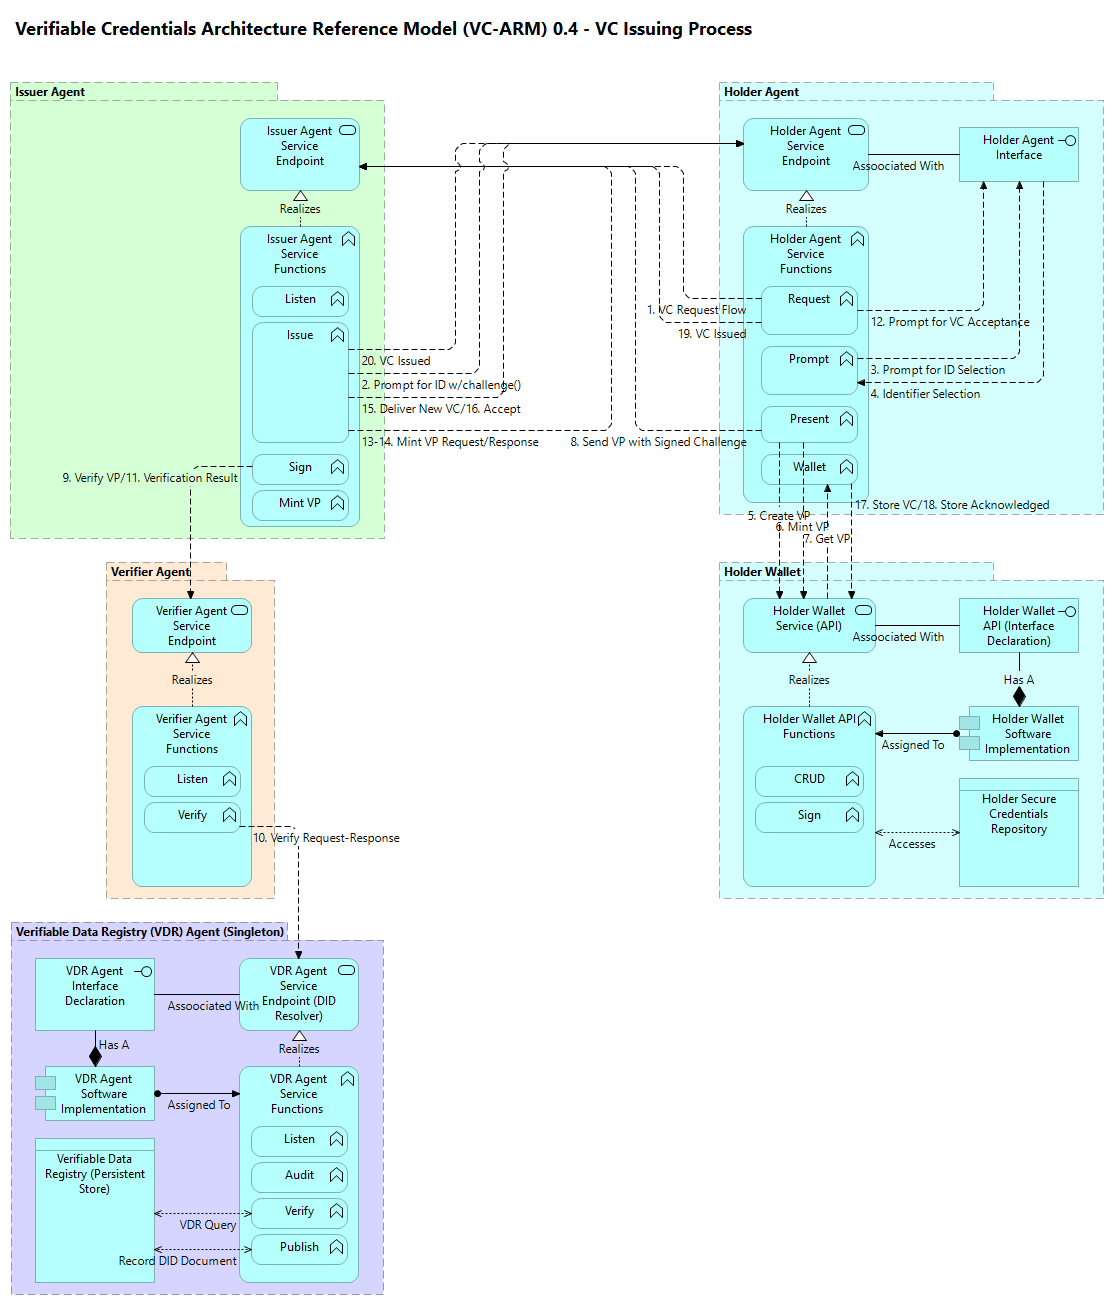 Verifiable Credentials Architecture Reference Model (VC-ARM) 0.4 - VC Issuing Process
Issuer Agent
Issuer Agent
Service
Endpoint
Realizes
Issuer Agent
Service
Functions
Listen
Issue
Sign
Mint VP
20. VC Issued
2. Prompt for ID w/challenge()
15. Deliver New VC/16. Accept
13-14. Mint VP Request/Response
9. Verify VP/11. Verification Result
Holder Agent
Holder Agent
Service
Endpoint
Assoociated With
Holder Agent
Interface
Realizes
Holder Agent
Service
Functions
Request
Prompt
Present
Wallet
1. VC Request Flow
19. VC Issued
8. Send VP with Signed Challenge
12. Prompt for VC Acceptance
3. Prompt for ID Selection
4. Identifier Selection
17. Store VC/18. Store Acknowledged
5. Create VP
6. Mint VP
7. Get VP
Verifier Agent
Verifier Agent
Service
Endpoint
Realizes
Verifier Agent
Service
Functions
Listen
Verify
10. Verify Request-Response
Holder Wallet
Holder Wallet
Service (API)
Assoociated With
Holder Wallet
API (Interface
Declaration)
Realizes
Has A
Holder Wallet API
Functions
CRUD
Sign
Assigned To
Holder Wallet
Software
Implementation
Holder Secure
Credentials
Repository
Accesses
Verifiable Data Registry (VDR) Agent (Singleton)
VDR Agent
Interface
Declaration
Assoociated With
VDR Agent
Service
Endpoint (DID
Resolver)
Has A
Realizes
VDR Agent
Software
Implementation
Assigned To
VDR Agent
Service
Functions
Listen
Audit
Verify
Publish
Verifiable Data
Registry (Persistent
Store)
VDR Query
Record DID Document